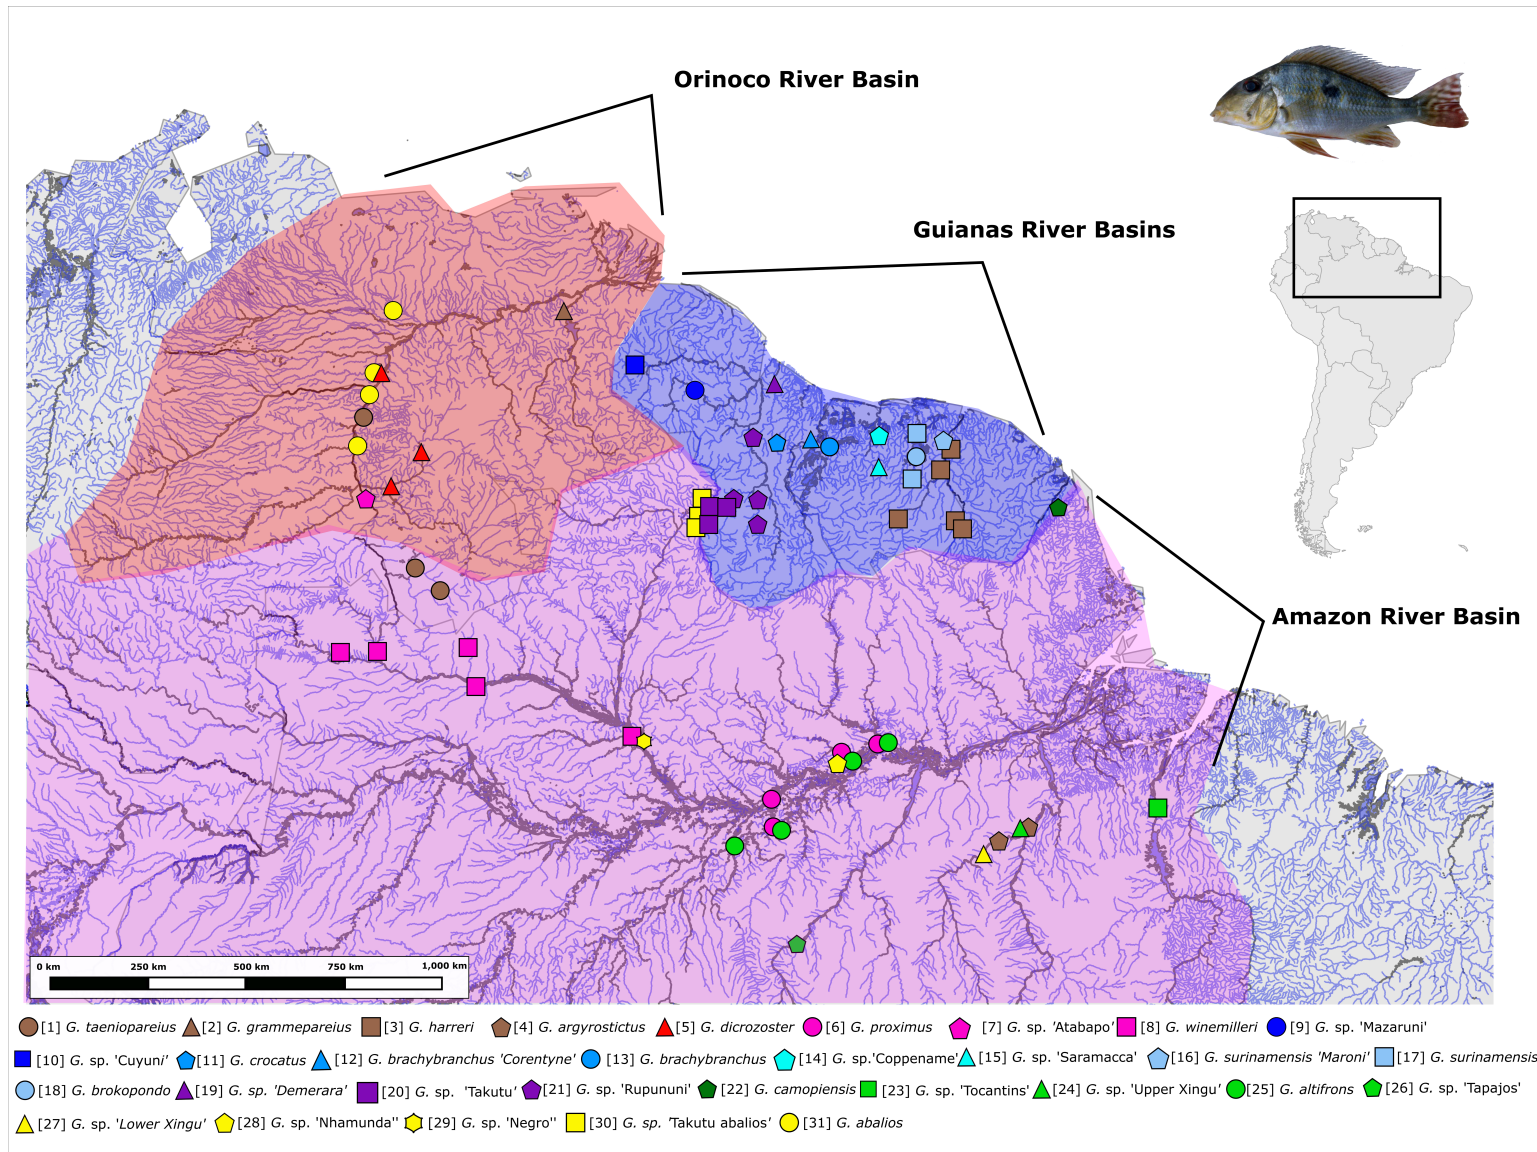 Orinoco River Basin
Guianas River Basins
Amazon River Basin
0 km 250 km 500 km 750 km 1,000 km
[1] G. taeniopareius [2] G. grammepareius [3] G. harreri [4] G. argyrostictus [5] G. dicrozoster [6] G. proximus [7] G. sp. 'Atabapo' [8] G. winemilleri [9] G. sp. 'Mazaruni'
[10] G. sp. 'Cuyuni' [11] G. crocatus [12] G. brachybranchus 'Corentyne' [13] G. brachybranchus [14] G. sp.'Coppename' [15] G. sp. 'Saramacca' [16] G. surinamensis 'Maroni' [17] G. surinamensis
[18] G. brokopondo [19] G. sp. 'Demerara' [20] G. sp. 'Takutu' [21] G. sp. 'Rupununi' [22] G. camopiensis [23] G. sp. 'Tocantins' [24] G. sp. 'Upper Xingu' [25] G. altifrons [26] G. sp. 'Tapajos'
[27] G. sp. 'Lower Xingu' [28] G. sp. 'Nhamunda'' [29] G. sp. 'Negro'' [30] G. sp. 'Takutu abalios' [31] G. abalios